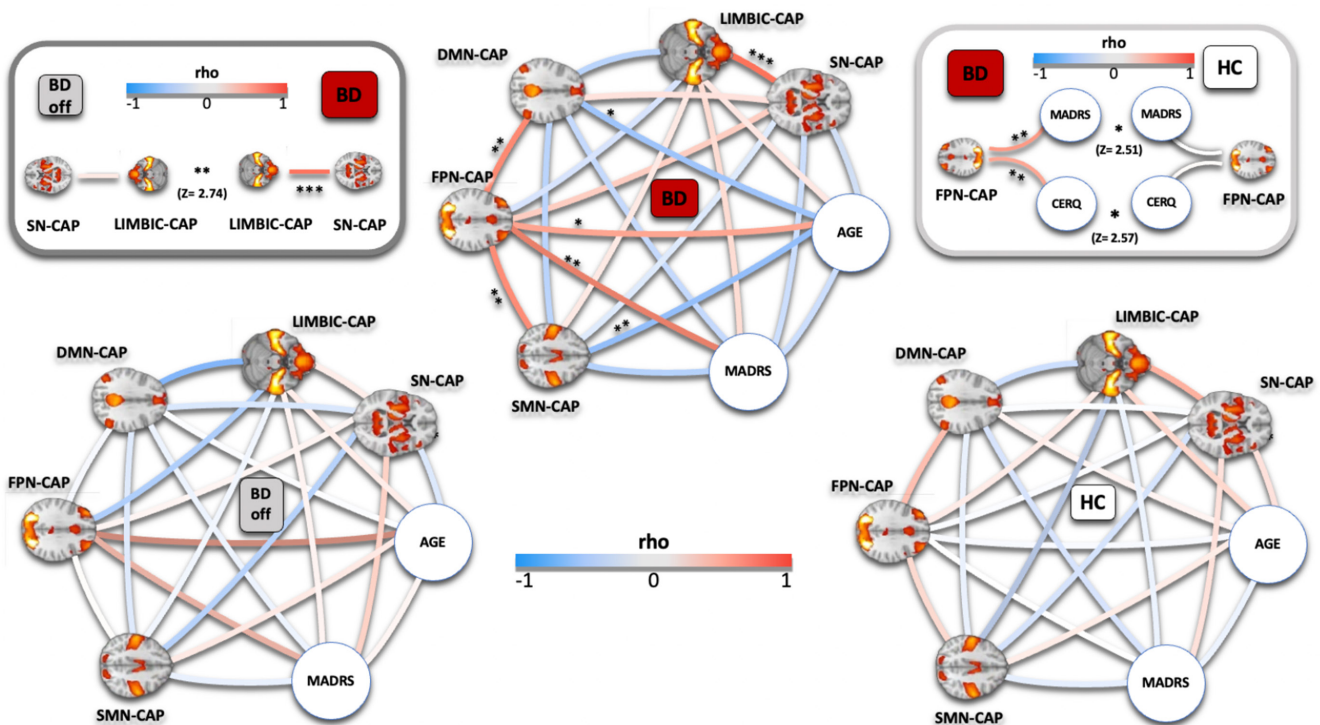 BD
off
rho
-1
0
1
BD
**
(Z= 2.74)
***
SN-CAP
LIMBIC-CAP
LIMBIC-CAP
SN-CAP
LIMBIC-CAP
DMN-CAP
***
SN-CAP
*
**
FPN-CAP
BD
*
AGE
**
**
**
MADRS
SMN-CAP
BD
rho
-1
0
1
HC
MADRS
*
MADRS
**
(Z= 2.51)
FPN-CAP
FPN-CAP
**
CERQ
*
CERQ
(Z= 2.57)
LIMBIC-CAP
DMN-CAP
SN-CAP
FPN-CAP
BD
off
AGE
MADRS
SMN-CAP
rho
-1
0
1
LIMBIC-CAP
DMN-CAP
SN-CAP
FPN-CAP
HC
AGE
MADRS
SMN-CAP